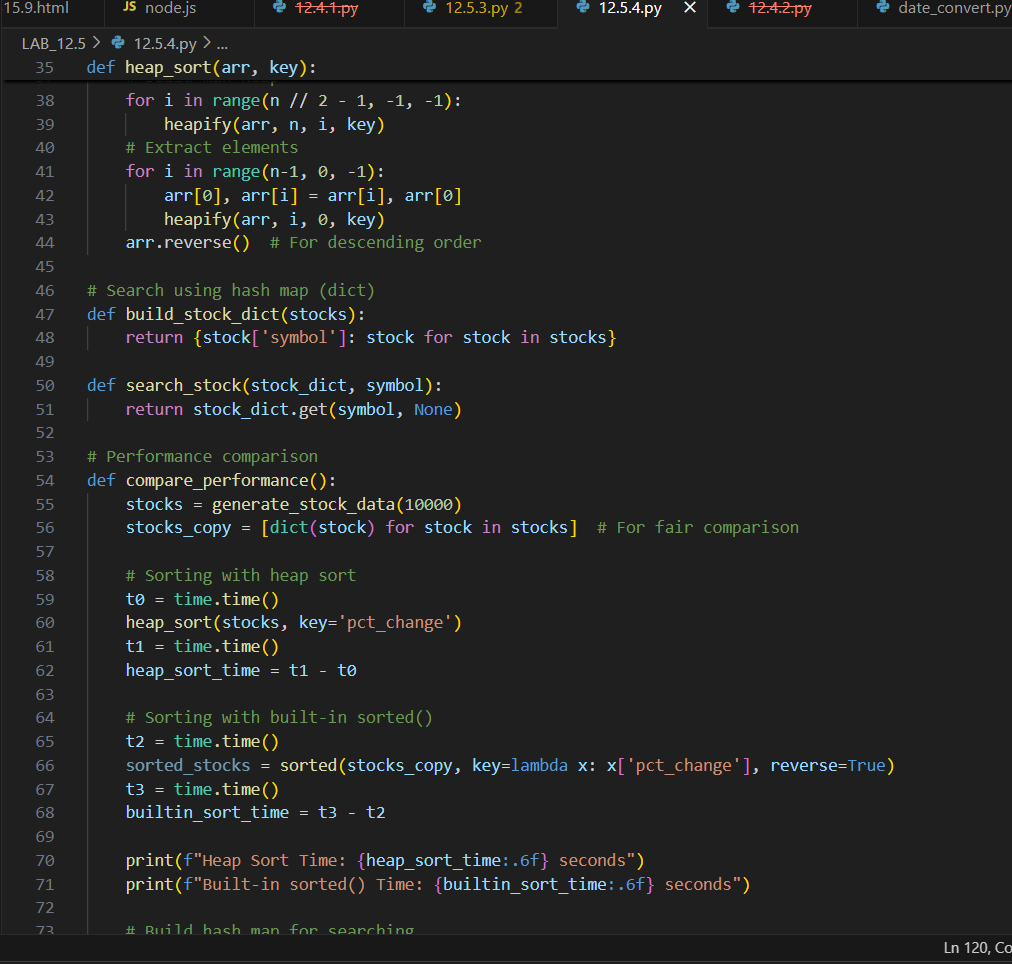 15.9.html JS node.js 12.4.1.py 12.5.3.py 2 12.5.4.py × 12.4.2.py date_convert.py
LAB_12.5 > 12.5.4.py > ...
35 def heap_sort(arr, key):
38     for i in range(n // 2 - 1, -1, -1):
39         heapify(arr, n, i, key)
40     # Extract elements
41     for i in range(n-1, 0, -1):
42         arr[0], arr[i] = arr[i], arr[0]
43         heapify(arr, i, 0, key)
44     arr.reverse()  # For descending order
45
46 # Search using hash map (dict)
47 def build_stock_dict(stocks):
48     return {stock['symbol']: stock for stock in stocks}
49
50 def search_stock(stock_dict, symbol):
51     return stock_dict.get(symbol, None)
52
53 # Performance comparison
54 def compare_performance():
55     stocks = generate_stock_data(10000)
56     stocks_copy = [dict(stock) for stock in stocks]  # For fair comparison
57
58     # Sorting with heap sort
59     t0 = time.time()
60     heap_sort(stocks, key='pct_change')
61     t1 = time.time()
62     heap_sort_time = t1 - t0
63
64     # Sorting with built-in sorted()
65     t2 = time.time()
66     sorted_stocks = sorted(stocks_copy, key=lambda x: x['pct_change'], reverse=True)
67     t3 = time.time()
68     builtin_sort_time = t3 - t2
69
70     print(f"Heap Sort Time: {heap_sort_time:.6f} seconds")
71     print(f"Built-in sorted() Time: {builtin_sort_time:.6f} seconds")
72
73     # Build hash map for searching
Ln 120, Co